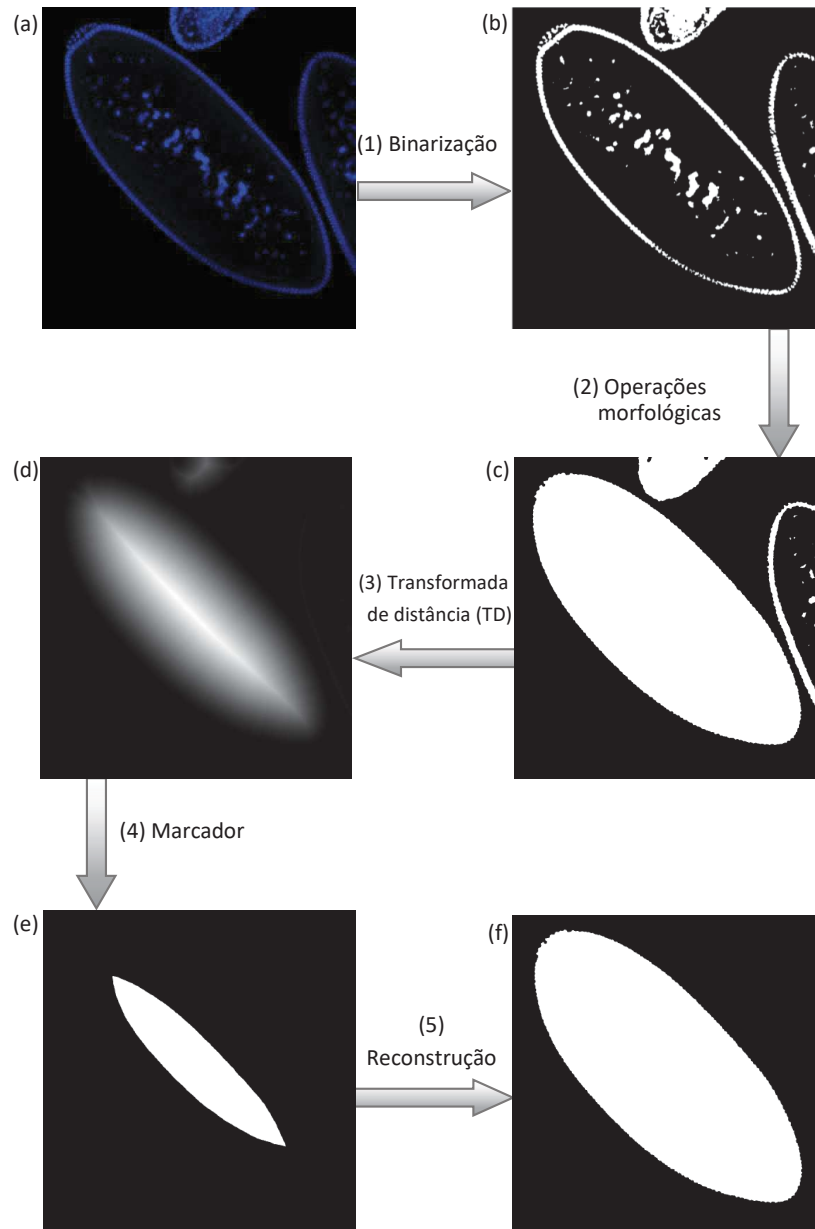 (a)
(b)
(1) Binarização
(2) Operações
morfológicas
(d)
(c)
(3) Transformada
de distância (TD)
(4) Marcador
(e)
(f)
(5)
Reconstrução